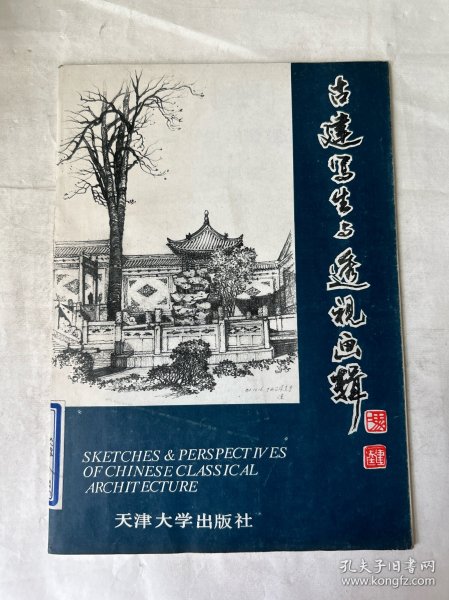 古建写生与透视画辑
SKETCHES & PERSPECTIVES
OF CHINESE CLASSICAL
ARCHITECTURE
天津大学出版社
孔夫子旧书网
www.kongfz.com